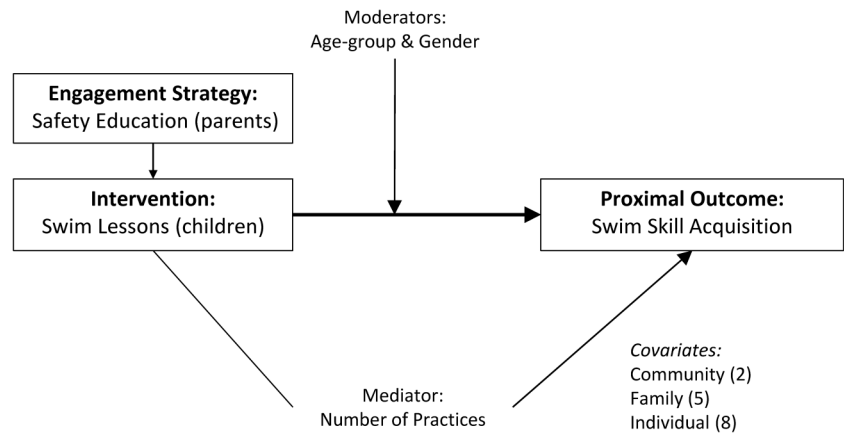 Moderators:
Age-group & Gender
Engagement Strategy:
Safety Education (parents)
Intervention:
Swim Lessons (children)
Proximal Outcome:
Swim Skill Acquisition
Mediator:
Number of Practices
Covariates:
Community (2)
Family (5)
Individual (8)